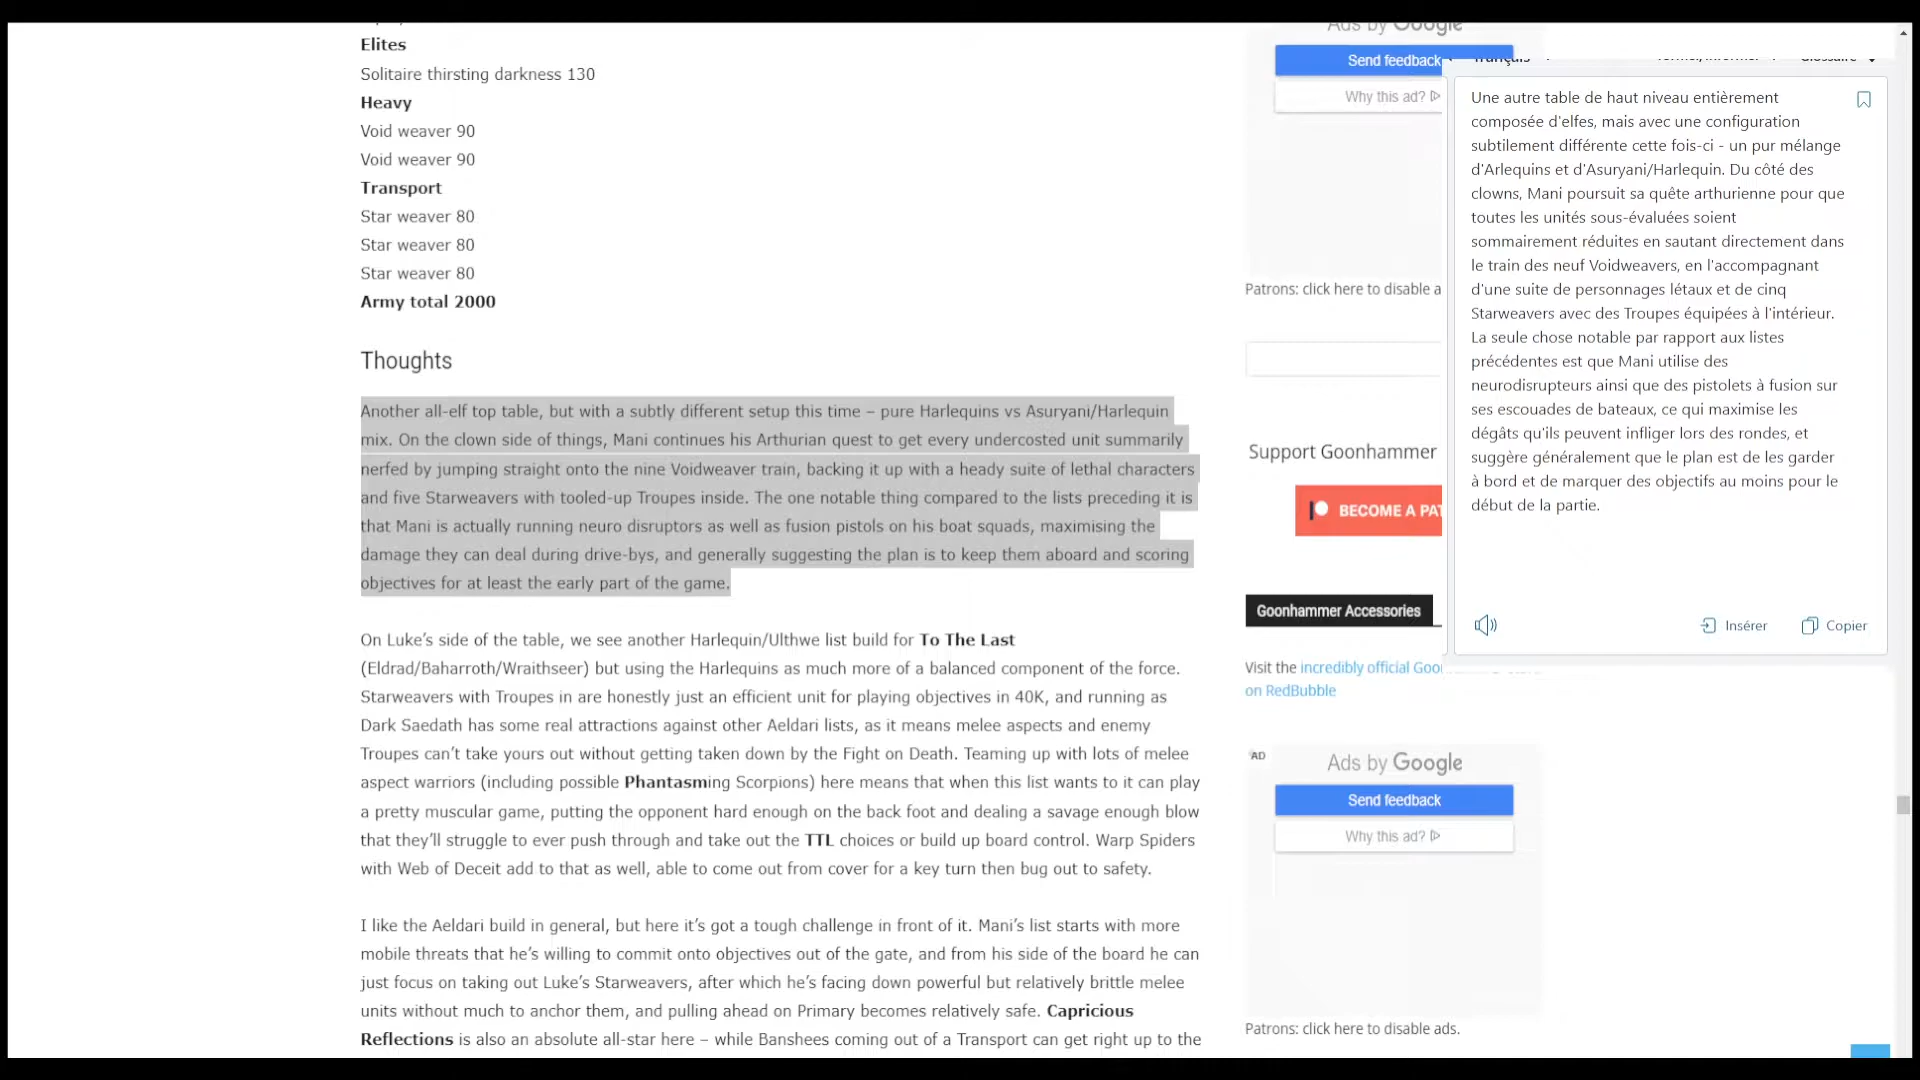 Elites
Solitaire thirsting darkness 130
Heavy
Void weaver 90
Void weaver 90
Transport
Star weaver 80
Star weaver 80
Star weaver 80
Army total 2000
Thoughts
Another all-elf top table, but with a subtly different setup this time – pure Harlequins vs Asuryani/Harlequin
mix. On the clown side of things, Mani continues his Arthurian quest to get every undercosted unit summarily
nerfed by jumping straight onto the nine Voidweaver train, backing it up with a heady suite of lethal characters
and five Starweavers with tooled-up Troupes inside. The one notable thing compared to the lists preceding it is
that Mani is actually running neuro disruptors as well as fusion pistols on his boat squads, maximising the
damage they can deal during drive-bys, and generally suggesting the plan is to keep them aboard and scoring
objectives for at least the early part of the game.
On Luke’s side of the table, we see another Harlequin/Ulthwe list build for To The Last
(Eldrad/Baharroth/Wraithseer) but using the Harlequins as much more of a balanced component of the force.
Starweavers with Troupes in are honestly just an efficient unit for playing objectives in 40K, and running as
Dark Saedath has some real attractions against other Aeldari lists, as it means melee aspects and enemy
Troupes can’t take yours out without getting taken down by the Fight on Death. Teaming up with lots of melee
aspect warriors (including possible Phantasming Scorpions) here means that when this list wants to it can play
a pretty muscular game, putting the opponent hard enough on the back foot and dealing a savage enough blow
that they’ll struggle to ever push through and take out the TTL choices or build up board control. Warp Spiders
with Web of Deceit add to that as well, able to come out from cover for a key turn then bug out to safety.
I like the Aeldari build in general, but here it’s got a tough challenge in front of it. Mani’s list starts with more
mobile threats that he’s willing to commit onto objectives out of the gate, and from his side of the board he can
just focus on taking out Luke’s Starweavers, after which he’s facing down powerful but relatively brittle melee
units without much to anchor them, and pulling ahead on Primary becomes relatively safe. Capricious
Reflections is also an absolute all-star here – while Banshees coming out of a Transport can get right up to the
Ads by Google
Send feedback
Why this ad?
Patrons: click here to disable a
Support Goonhammer
BECOME A PAT
Goonhammer Accessories
Visit the incredibly official Goo
on RedBubble
AD
Ads by Google
Send feedback
Why this ad?
Patrons: click here to disable ads.
français
Glossaire
Une autre table de haut niveau entièrement
composée d'elfes, mais avec une configuration
subtilement différente cette fois-ci - un pur mélange
d'Arlequins et d'Asuryani/Harlequin. Du côté des
clowns, Mani poursuit sa quête arthurienne pour que
toutes les unités sous-évaluées soient
sommairement réduites en sautant directement dans
le train des neuf Voidweavers, en l'accompagnant
d'une suite de personnages létaux et de cinq
Starweavers avec des Troupes équipées à l'intérieur.
La seule chose notable par rapport aux listes
précédentes est que Mani utilise des
neurodisrupteurs ainsi que des pistolets à fusion sur
ses escouades de bateaux, ce qui maximise les
dégâts qu'ils peuvent infliger lors des rondes, et
suggère généralement que le plan est de les garder
à bord et de marquer des objectifs au moins pour le
début de la partie.
Insérer
Copier